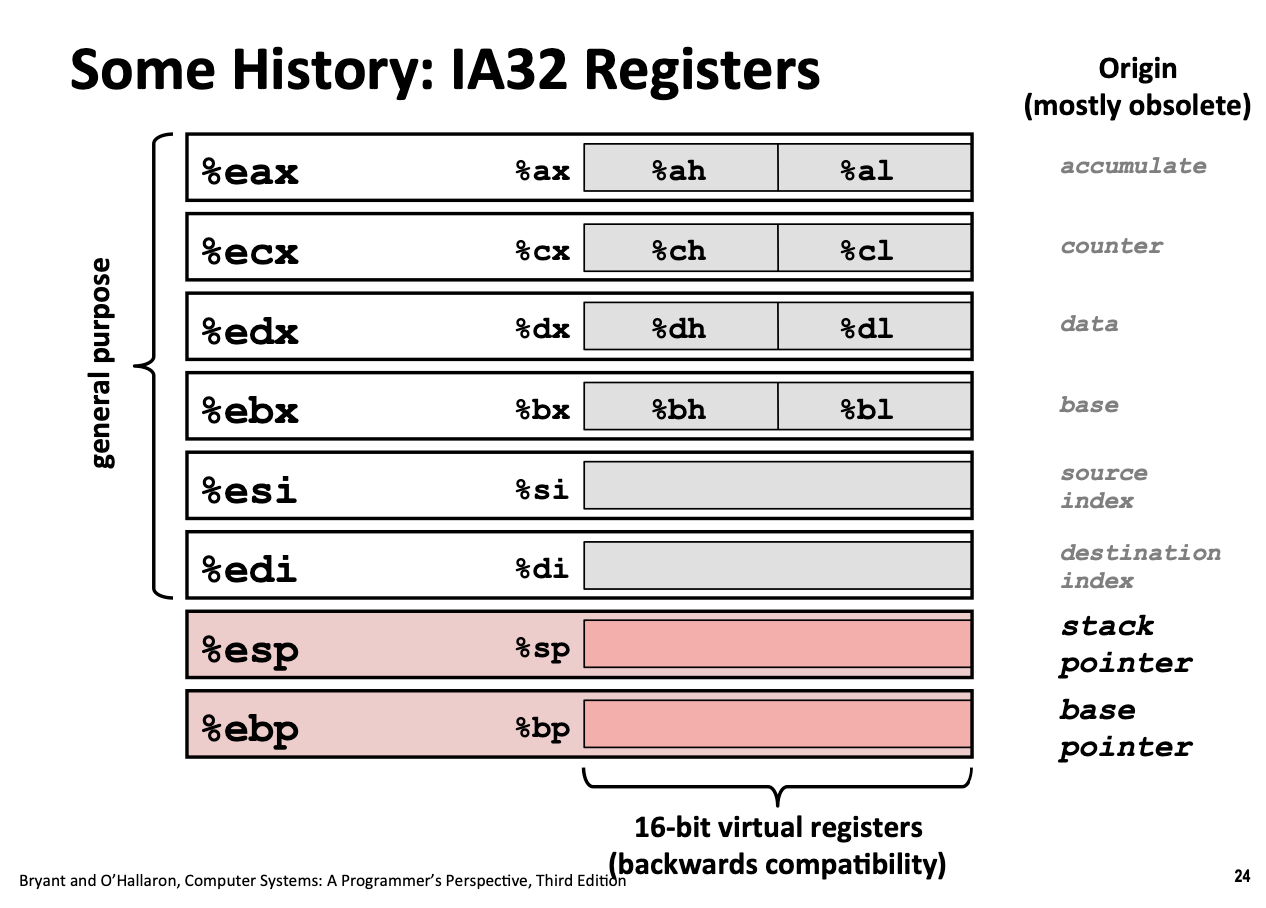 Some History: IA32 Registers
Origin
(mostly obsolete)
general purpose
%eax %ax %ah %al accumulate
%ecx %cx %ch %cl counter
%edx %dx %dh %dl data
%ebx %bx %bh %bl base
%esi %si source
index
%edi %di destination
index
%esp %sp stack
pointer
%ebp %bp base
pointer
16-bit virtual registers
(backwards compatibility)
Bryant and O’Hallaron, Computer Systems: A Programmer’s Perspective, Third Edition
24